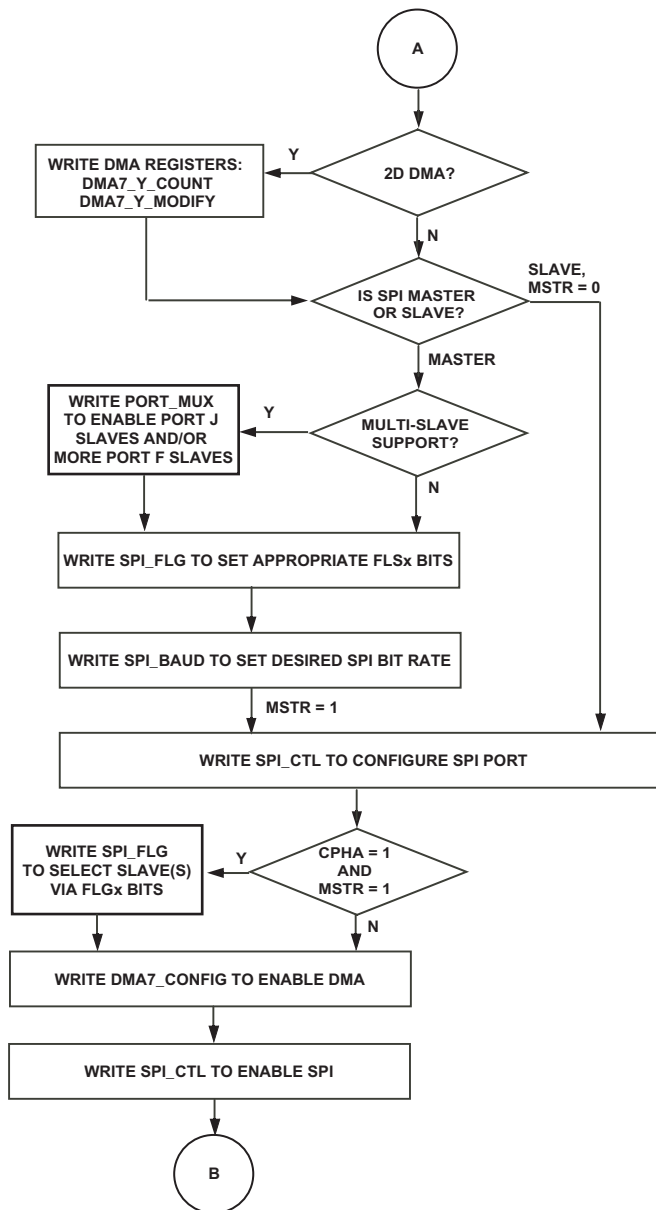 A
Y
2D DMA?
WRITE DMA REGISTERS:
DMA7_Y_COUNT
DMA7_Y_MODIFY
N
SLAVE,
MSTR = 0
IS SPI MASTER
OR SLAVE?
MASTER
WRITE PORT_MUX
TO ENABLE PORT J
SLAVES AND/OR
MORE PORT F SLAVES
Y
MULTI-SLAVE
SUPPORT?
N
WRITE SPI_FLG TO SET APPROPRIATE FLSx BITS
WRITE SPI_BAUD TO SET DESIRED SPI BIT RATE
MSTR = 1
WRITE SPI_CTL TO CONFIGURE SPI PORT
WRITE SPI_FLG
TO SELECT SLAVE(S)
VIA FLGx BITS
Y
CPHA = 1
AND
MSTR = 1
N
WRITE DMA7_CONFIG TO ENABLE DMA
WRITE SPI_CTL TO ENABLE SPI
B